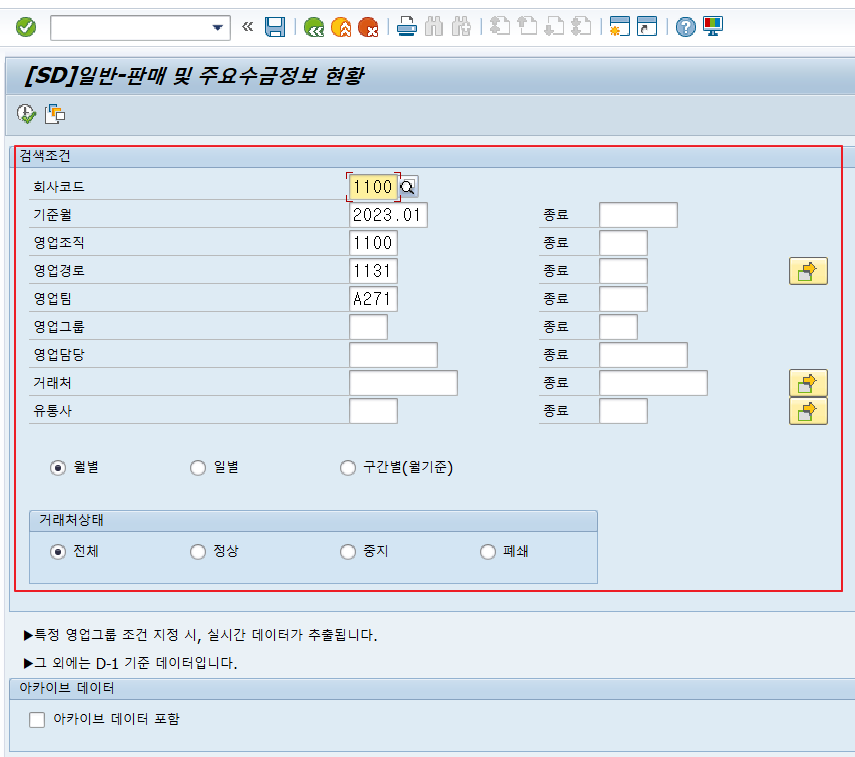 [SD]일반-판매 및 주요수금정보 현황
검색조건
회사코드 1100
기준월 2023.01 종료
영업조직 1100 종료
영업경로 1131 종료
영업팀 A271 종료
영업그룹 종료
영업담당 종료
거래처 종료
유통사 종료
월별 일별 구간별(월기준)
거래처상태
전체 정상 중지 폐쇄
▶특정 영업그룹 조건 지정 시, 실시간 데이터가 추출됩니다.
▶그 외에는 D-1 기준 데이터입니다.
아카이브 데이터
아카이브 데이터 포함